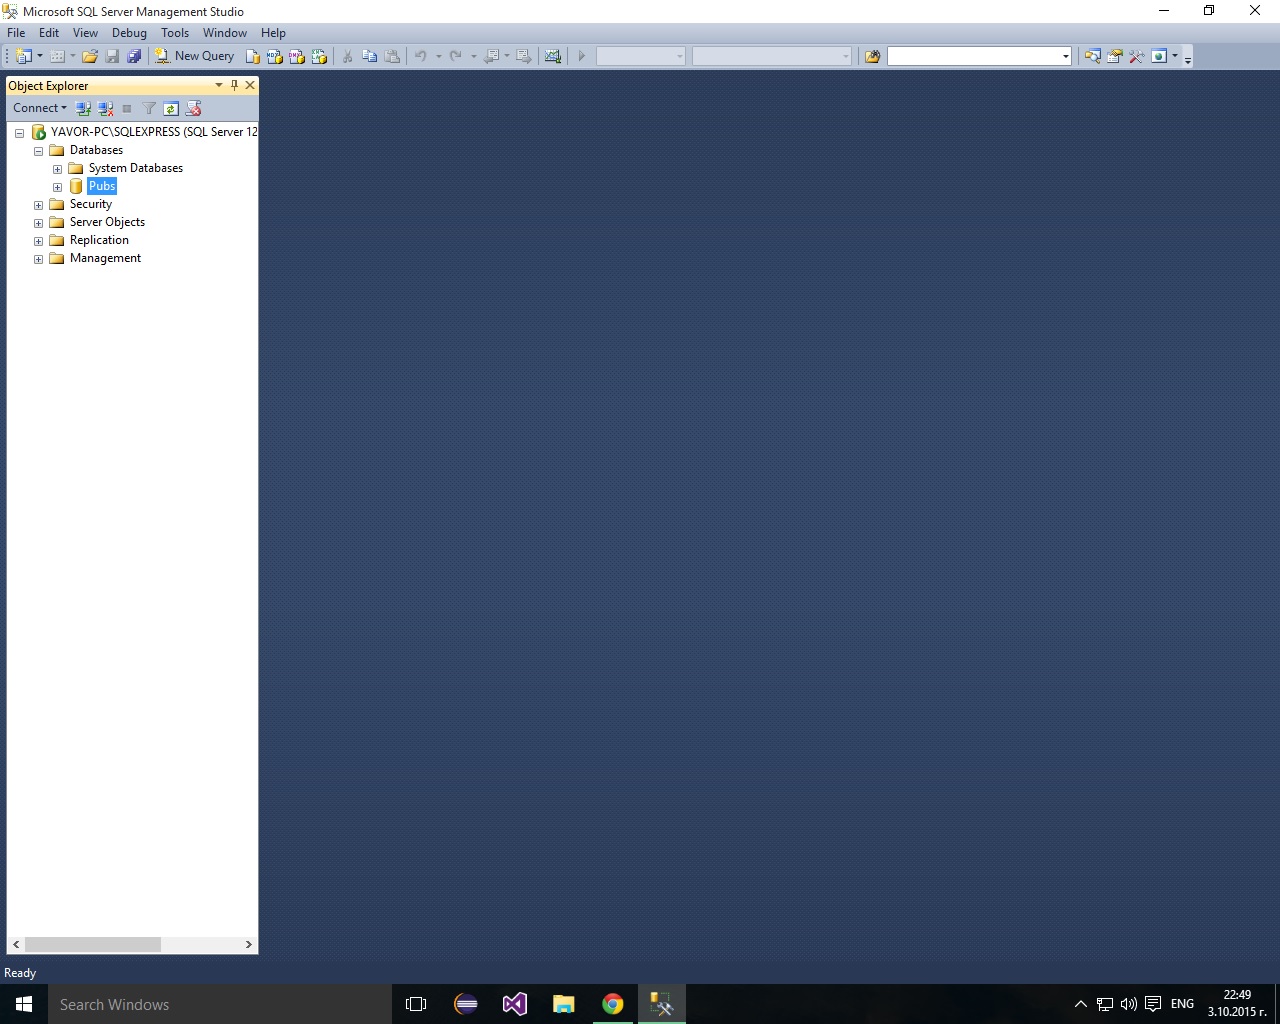 Microsoft SQL Server Management Studio
File Edit View Debug Tools Window Help
New Query
Object Explorer
Connect
YAVOR-PC\SQLEXPRESS (SQL Server 12
Databases
System Databases
Pubs
Security
Server Objects
Replication
Management
Ready
Search Windows
ENG
22:49
3.10.2015 г.